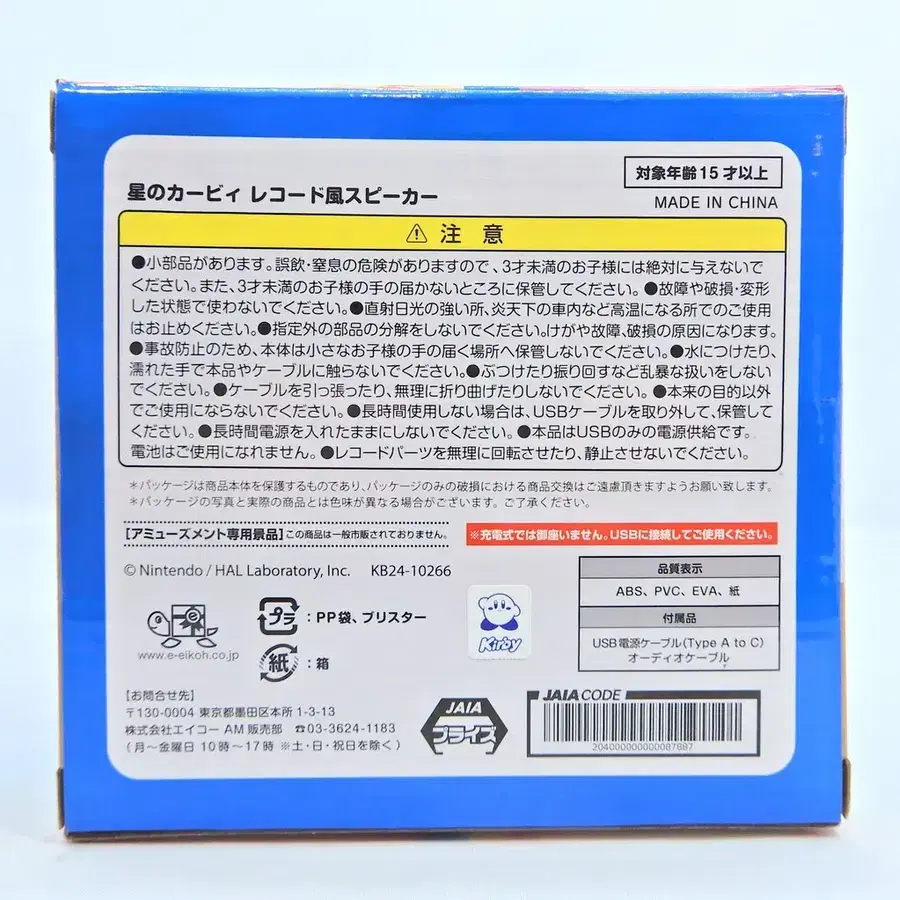 対象年齢15才以上
星のカービィ レコード風スピーカー
MADE IN CHINA
⚠ 注 意
●小部品があります。誤飲・窒息の危険がありますので、3才未満のお子様には絶対に与えないで
ください。また、3才未満のお子様の手の届かないところに保管してください。●故障や破損・変形
した状態で使わないでください。●直射日光の強い所、炎天下の車内など高温になる所でのご使用
はお止めください。●指定外の部品の分解をしないでください。けがや故障、破損の原因になります。
●事故防止のため、本体は小さなお子様の手の届く場所へ保管しないでください。●水につけたり、
濡れた手で本品やケーブルに触らないでください。●ぶつけたり振り回すなど乱暴な扱いをしない
でください。●ケーブルを引っ張ったり、無理に折り曲げたりしないでください。●本来の目的以外
でご使用にならないでください。●長時間使用しない場合は、USBケーブルを取り外して、保管して
ください。●長時間電源を入れたままにしないでください。●本品はUSBのみの電源供給です。
電池はご使用になれません。●レコードパーツを無理に回転させたり、静止させないでください。
*パッケージは商品本体を保護するものであり、パッケージのみの破損における商品交換はご遠慮頂きますようお願い致します。
*パッケージの写真と実際の商品とは色味が異なる場合がございます。ご了承ください。
【アミューズメント専用景品】この商品は一般市販されておりません。
※充電式では御座いません。USBに接続してご使用ください。
© Nintendo / HAL Laboratory, Inc. KB24-10266
品質表示
ABS、PVC、EVA、紙
付属品
USB電源ケーブル(Type A to C)
オーディオケーブル
e
www.e-eikoh.co.jp
プラ:PP袋、ブリスター
紙:箱
Kirby
【お問合せ先】
〒130-0004 東京都墨田区本所1-3-13
株式会社エイコー AM販売部 ☎03-3624-1183
(月〜金曜日 10時〜17時 ※土・日・祝日を除く)
JAIA
プライズ
JAIA CODE
20400000000007887